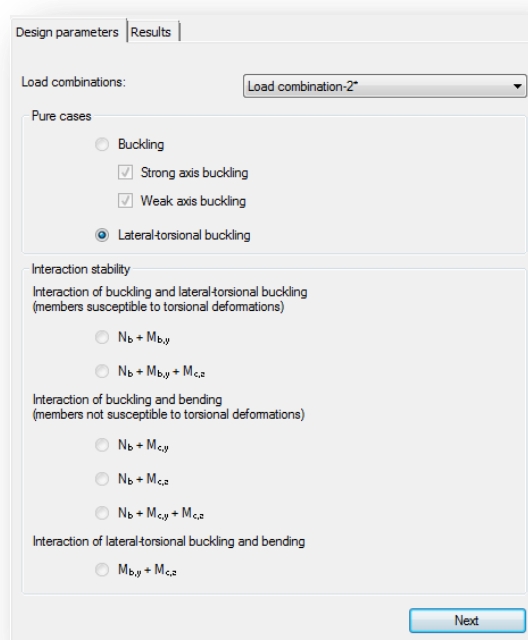 Design parameters Results
Load combinations: Load combination-2*
Pure cases
Buckling
Strong axis buckling
Weak axis buckling
Lateral-torsional buckling
Interaction stability
Interaction of buckling and lateral-torsional buckling
(members susceptible to torsional deformations)
Nb + Mb,y
Nb + Mb,y + Mc,z
Interaction of buckling and bending
(members not susceptible to torsional deformations)
Nb + Mc,y
Nb + Mc,z
Nb + Mc,y + Mc,z
Interaction of lateral-torsional buckling and bending
Mb,y + Mc,z
Next